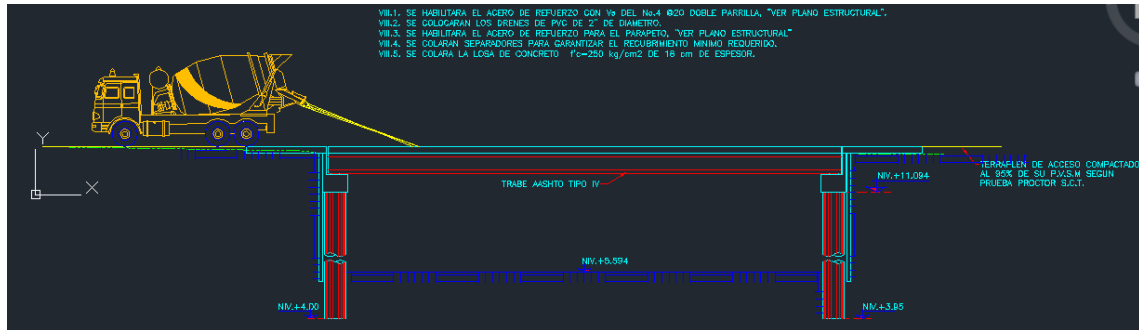 VIII.1. SE HABILITARA EL ACERO DE REFUERZO CON Vs DEL No.4 @20 DOBLE PARRILLA, "VER PLANO ESTRUCTURAL".
VIII.2. SE COLOCARAN LOS DRENES DE PVC DE 2" DE DIAMETRO.
VIII.3. SE HABILITARA EL ACERO DE REFUERZO PARA EL PARAPETO, "VER PLANO ESTRUCTURAL"
VIII.4. SE COLARAN SEPARADORES PARA GARANTIZAR EL RECUBRIMIENTO MINIMO REQUERIDO.
VIII.5. SE COLARA LA LOSA DE CONCRETO f'c=250 kg/cm2 DE 18 cm DE ESPESOR.
Y
X
TRABE AASHTO TIPO IV
TERRAPLEN DE ACCESO COMPACTADO
AL 95% DE SU P.V.S.M SEGUN
PRUEBA PROCTOR S.C.T.
NIV.+11.094
NIV.+5.594
NIV.+4.00
NIV.+3.95